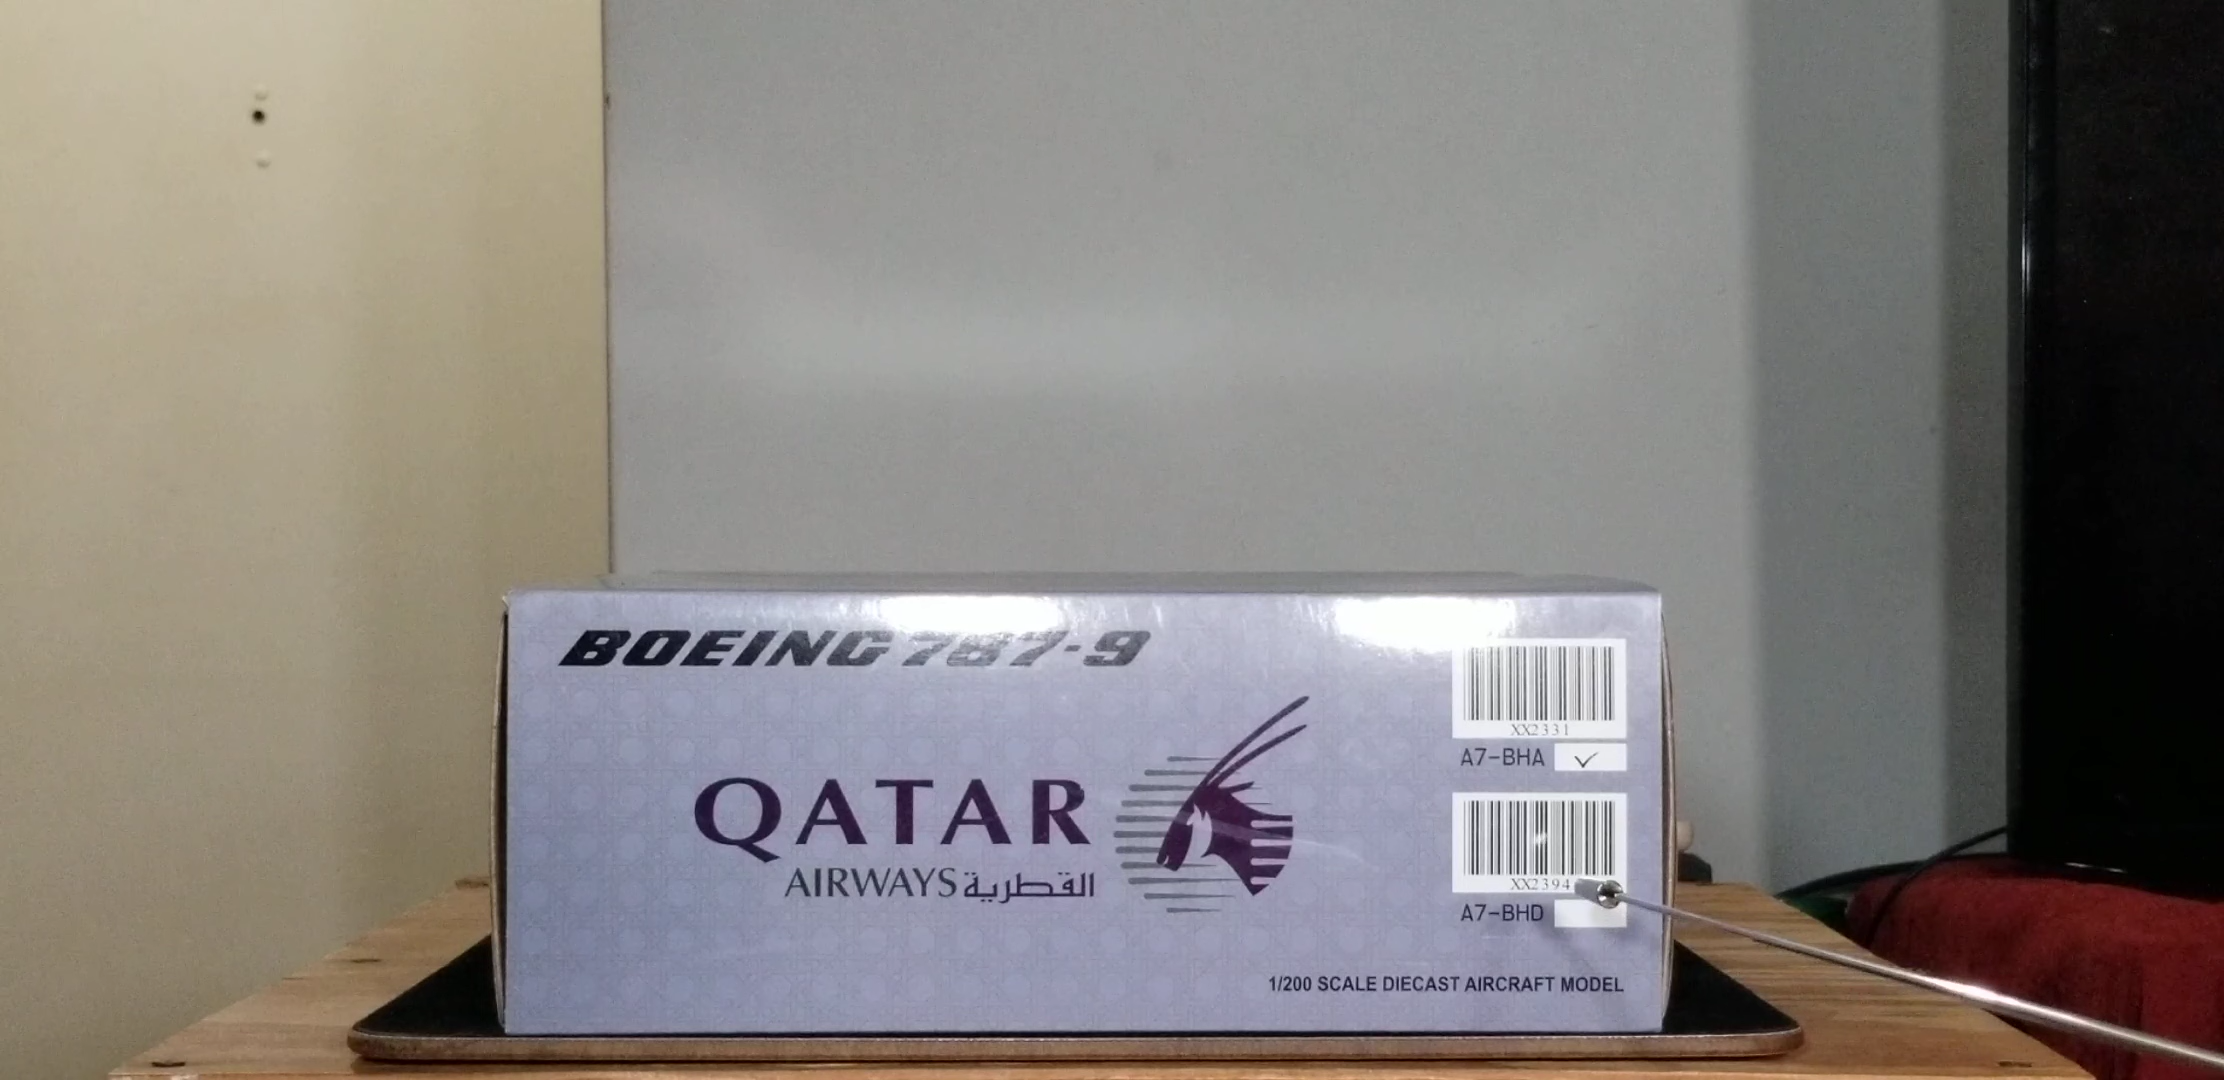 BOEING 787-9
QATAR
AIRWAYS القطرية
XX2331
A7-BHA ✓
XX2394
A7-BHD
1/200 SCALE DIECAST AIRCRAFT MODEL